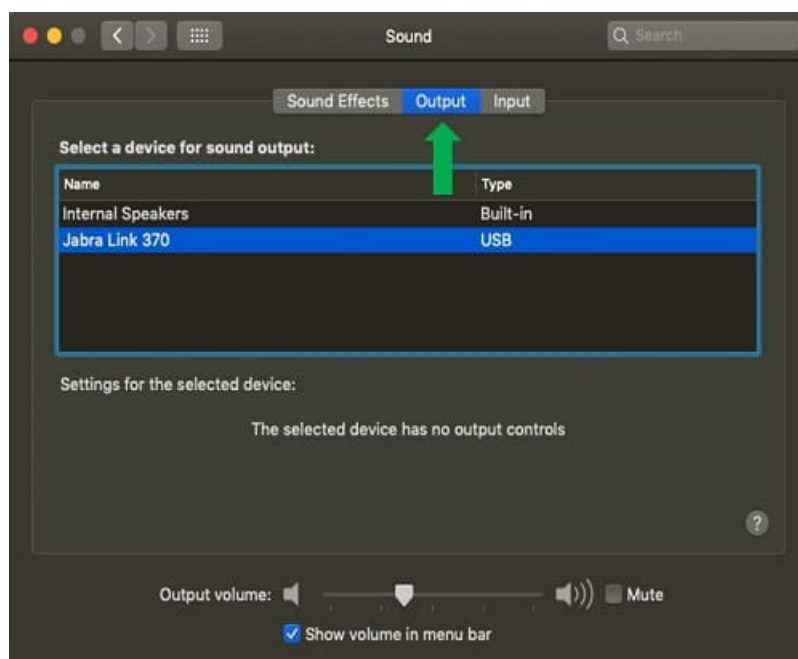 Sound
Search
Sound Effects Output Input
Select a device for sound output:
Name Type
Internal Speakers Built-in
Jabra Link 370 USB
Settings for the selected device:
The selected device has no output controls
?
Output volume: Mute
Show volume in menu bar